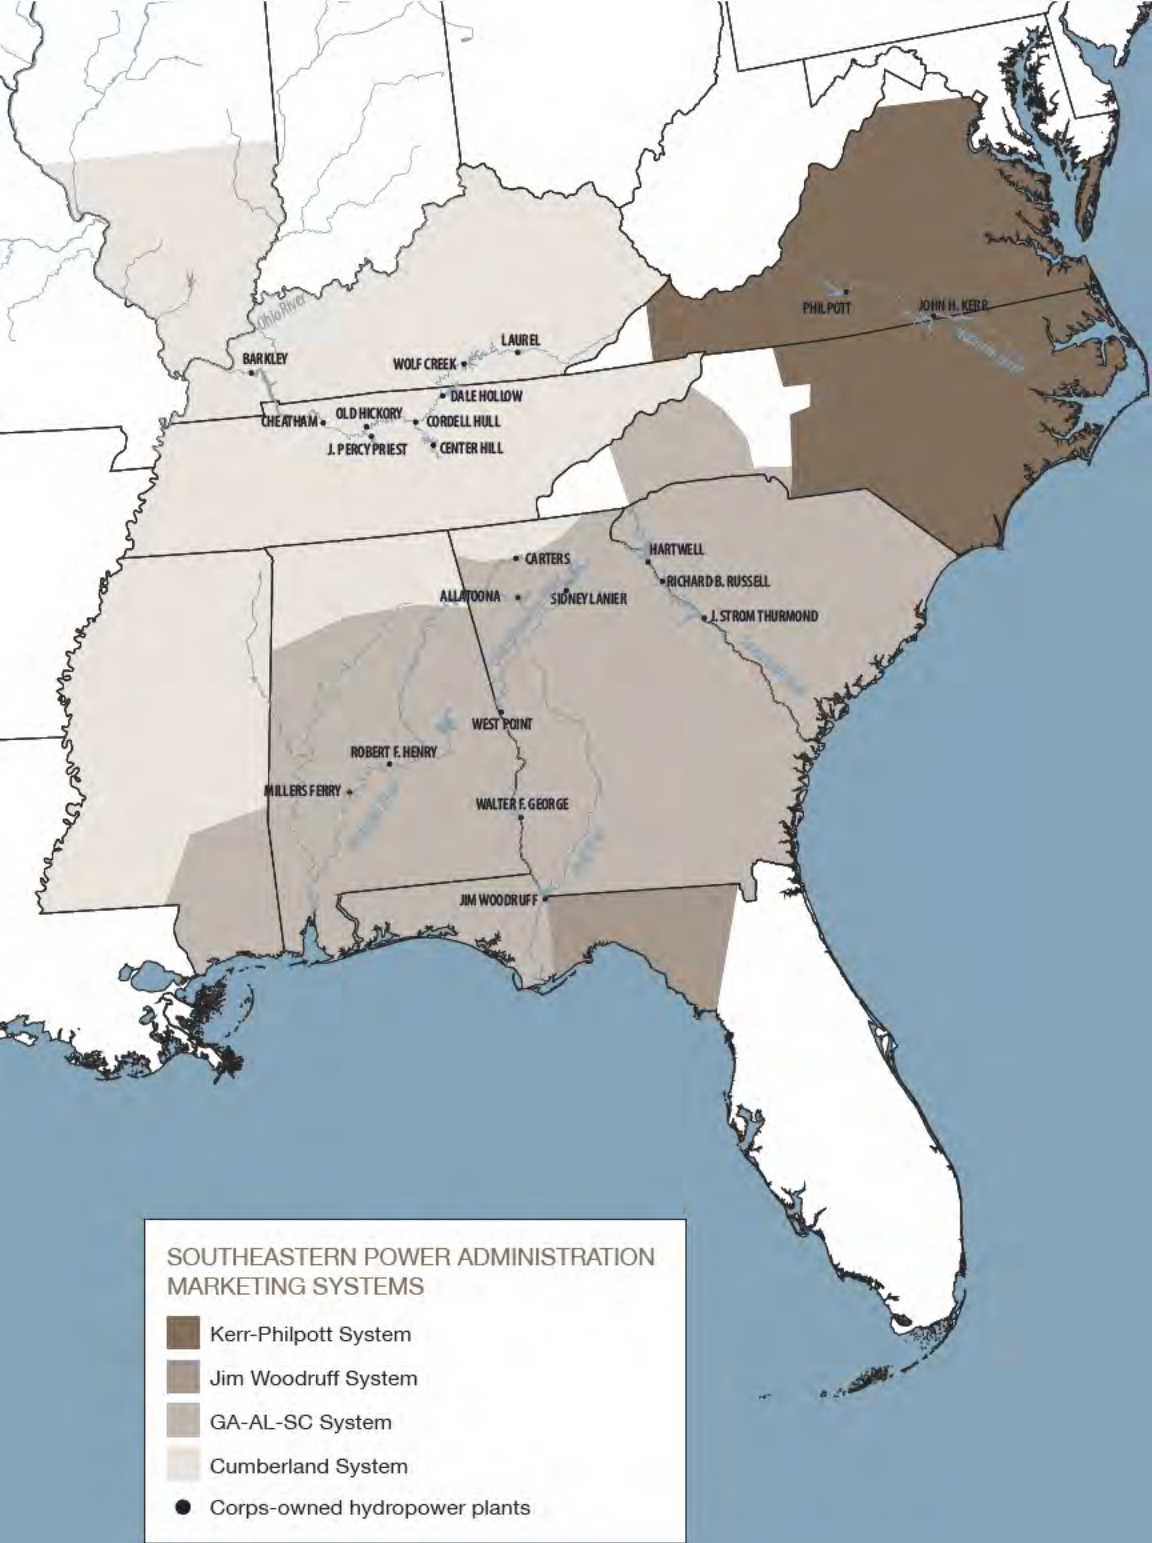 Ohio River
PHILPOTT
JOHN H. KERR
LAUREL
BARKLEY
WOLF CREEK
DALE HOLLOW
OLD HICKORY
CHEATHAM
CORDELL HULL
J. PERCY PRIEST
CENTER HILL
HARTWELL
CARTERS
RICHARD B. RUSSELL
ALLATOONA
SIDNEY LANIER
J. STROM THURMOND
WEST POINT
ROBERT F. HENRY
MILLERS FERRY
WALTER F. GEORGE
JIM WOODRUFF
SOUTHEASTERN POWER ADMINISTRATION
MARKETING SYSTEMS
Kerr-Philpott System
Jim Woodruff System
GA-AL-SC System
Cumberland System
Corps-owned hydropower plants